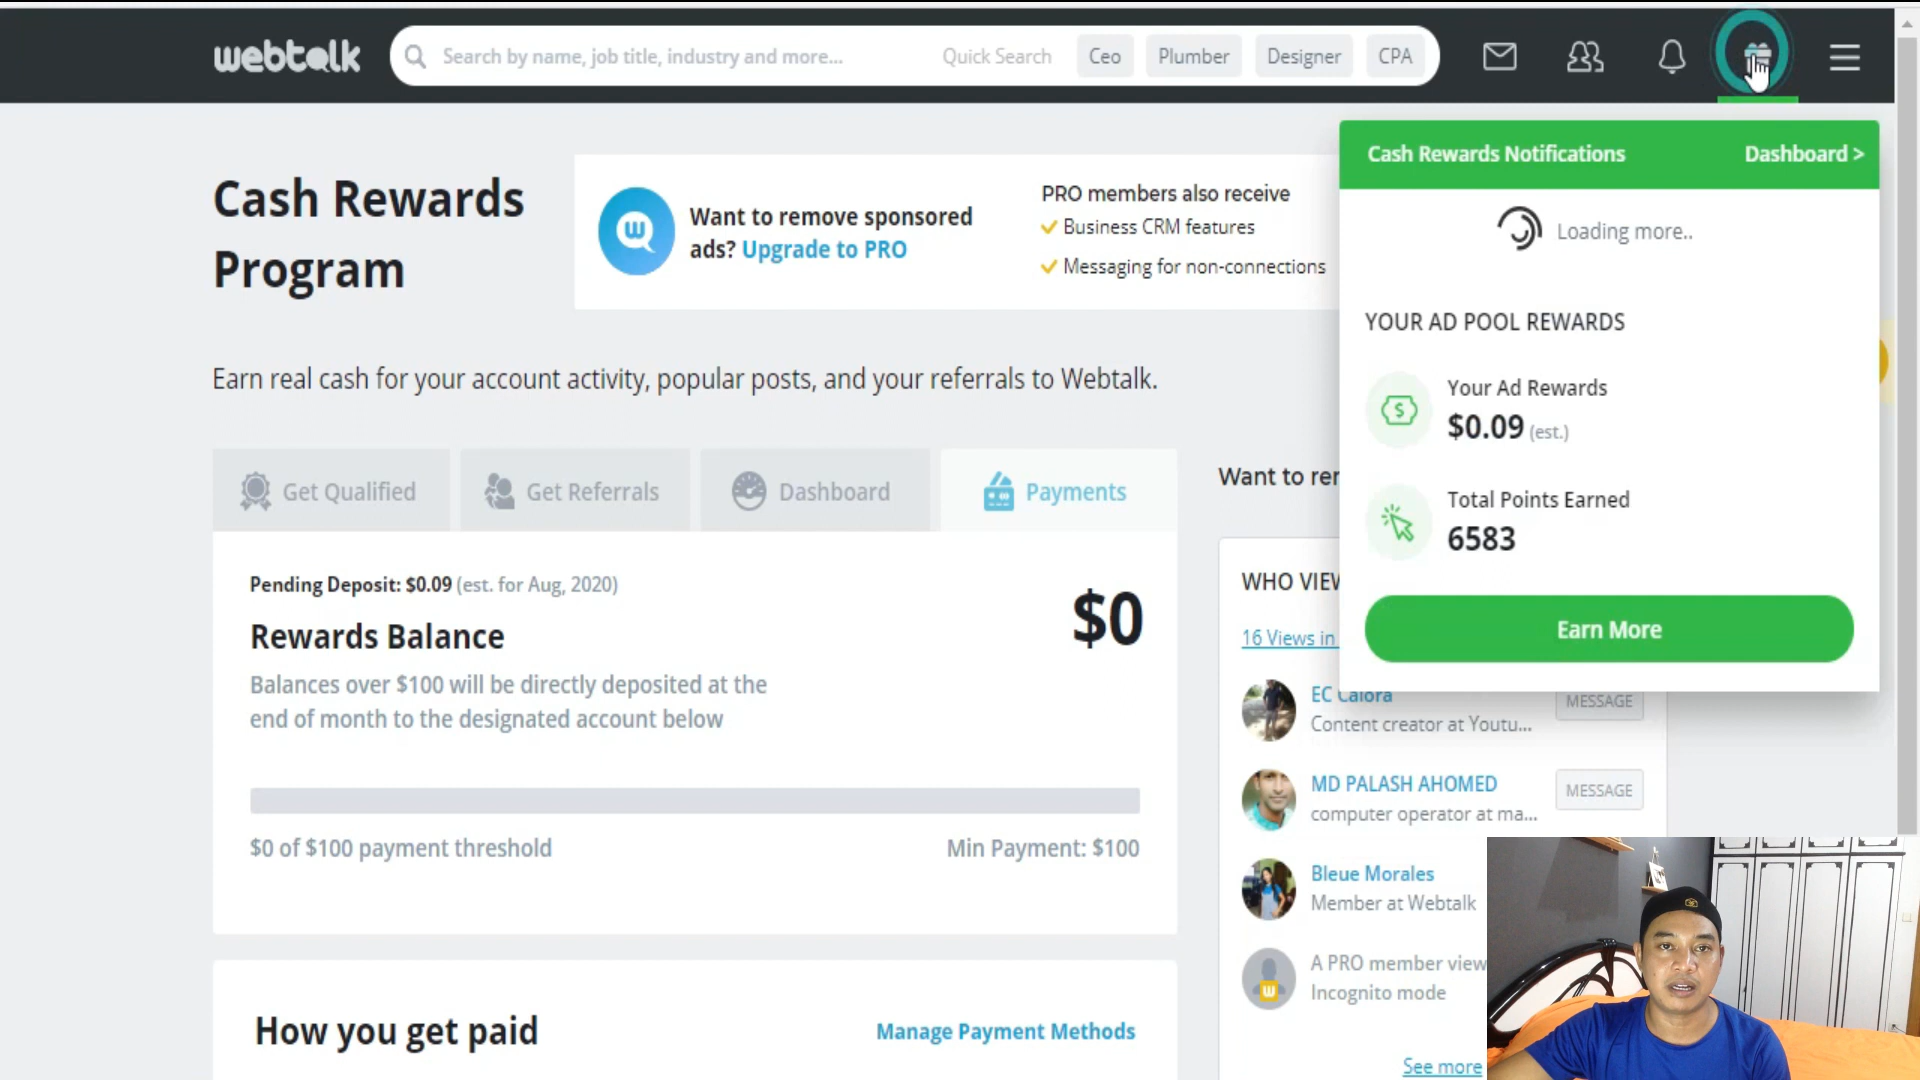 webtalk
Search by name, job title, industry and more...
Quick Search
Ceo
Plumber
Designer
CPA
Cash Rewards
Program
Want to remove sponsored
ads? Upgrade to PRO
PRO members also receive
Business CRM features
Messaging for non-connections
Cash Rewards Notifications
Dashboard >
Loading more..
YOUR AD POOL REWARDS
Your Ad Rewards
$0.09 (est.)
Total Points Earned
6583
Earn More
Earn real cash for your account activity, popular posts, and your referrals to Webtalk.
Get Qualified
Get Referrals
Dashboard
Payments
Pending Deposit: $0.09 (est. for Aug, 2020)
Rewards Balance
$0
Balances over $100 will be directly deposited at the
end of month to the designated account below
$0 of $100 payment threshold
Min Payment: $100
How you get paid
Manage Payment Methods
Want to
WHO
16 Views in
EC Calora
Content creator at Youtu...
MESSAGE
MD PALASH AHOMED
computer operator at ma...
MESSAGE
Bleue Morales
Member at Webtalk
A PRO member view
Incognito mode
See more